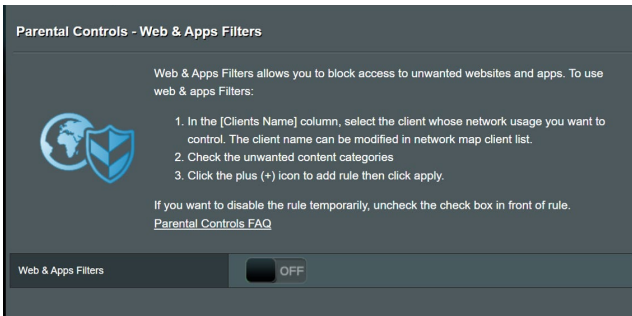 Parental Controls - Web & Apps Filters
Web & Apps Filters allows you to block access to unwanted websites and apps. To use
web & apps Filters:
1. In the [Clients Name] column, select the client whose network usage you want to
control. The client name can be modified in network map client list.
2. Check the unwanted content categories
3. Click the plus (+) icon to add rule then click apply.
If you want to disable the rule temporarily, uncheck the check box in front of rule.
Parental Controls FAQ
Web & Apps Filters OFF